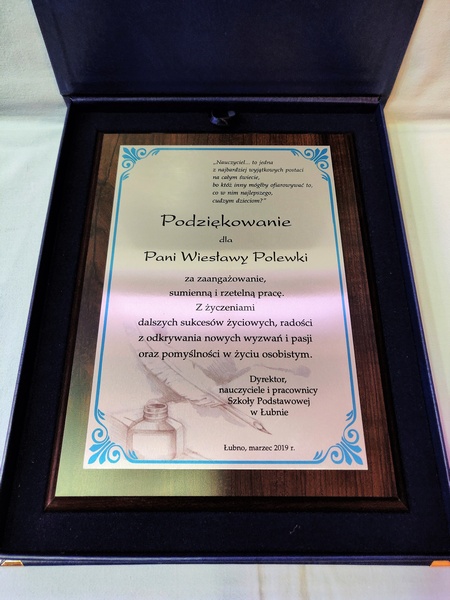 „Nauczyciel... to jedna
z najbardziej wyjątkowych postaci
na całym świecie,
bo któż inny mógłby ofiarowywać to,
co w nim najlepszego,
cudzym dzieciom?"
Podziękowanie
dla
Pani Wiesławy Polewki
za zaangażowanie,
sumienną i rzetelną pracę.
Z życzeniami
dalszych sukcesów życiowych, radości
z odkrywania nowych wyzwań i pasji
oraz pomyślności w życiu osobistym.
Dyrektor,
nauczyciele i pracownicy
Szkoły Podstawowej
w Łubnie
Łubno, marzec 2019 r.